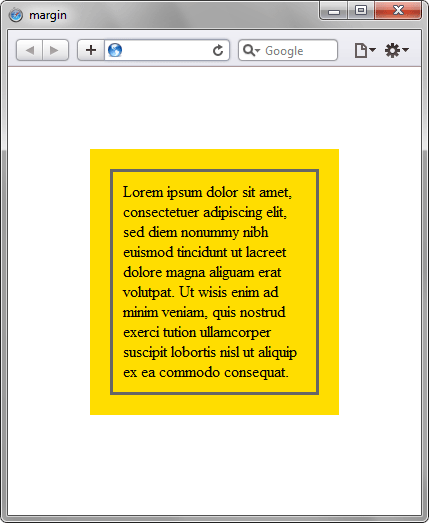 margin
Google
Lorem ipsum dolor sit amet,
consectetuer adipiscing elit,
sed diem nonummy nibh
euismod tincidunt ut lacreet
dolore magna aliguam erat
volutpat. Ut wisis enim ad
minim veniam, quis nostrud
exerci tution ullamcorper
suscipit lobortis nisl ut aliquip
ex ea commodo consequat.